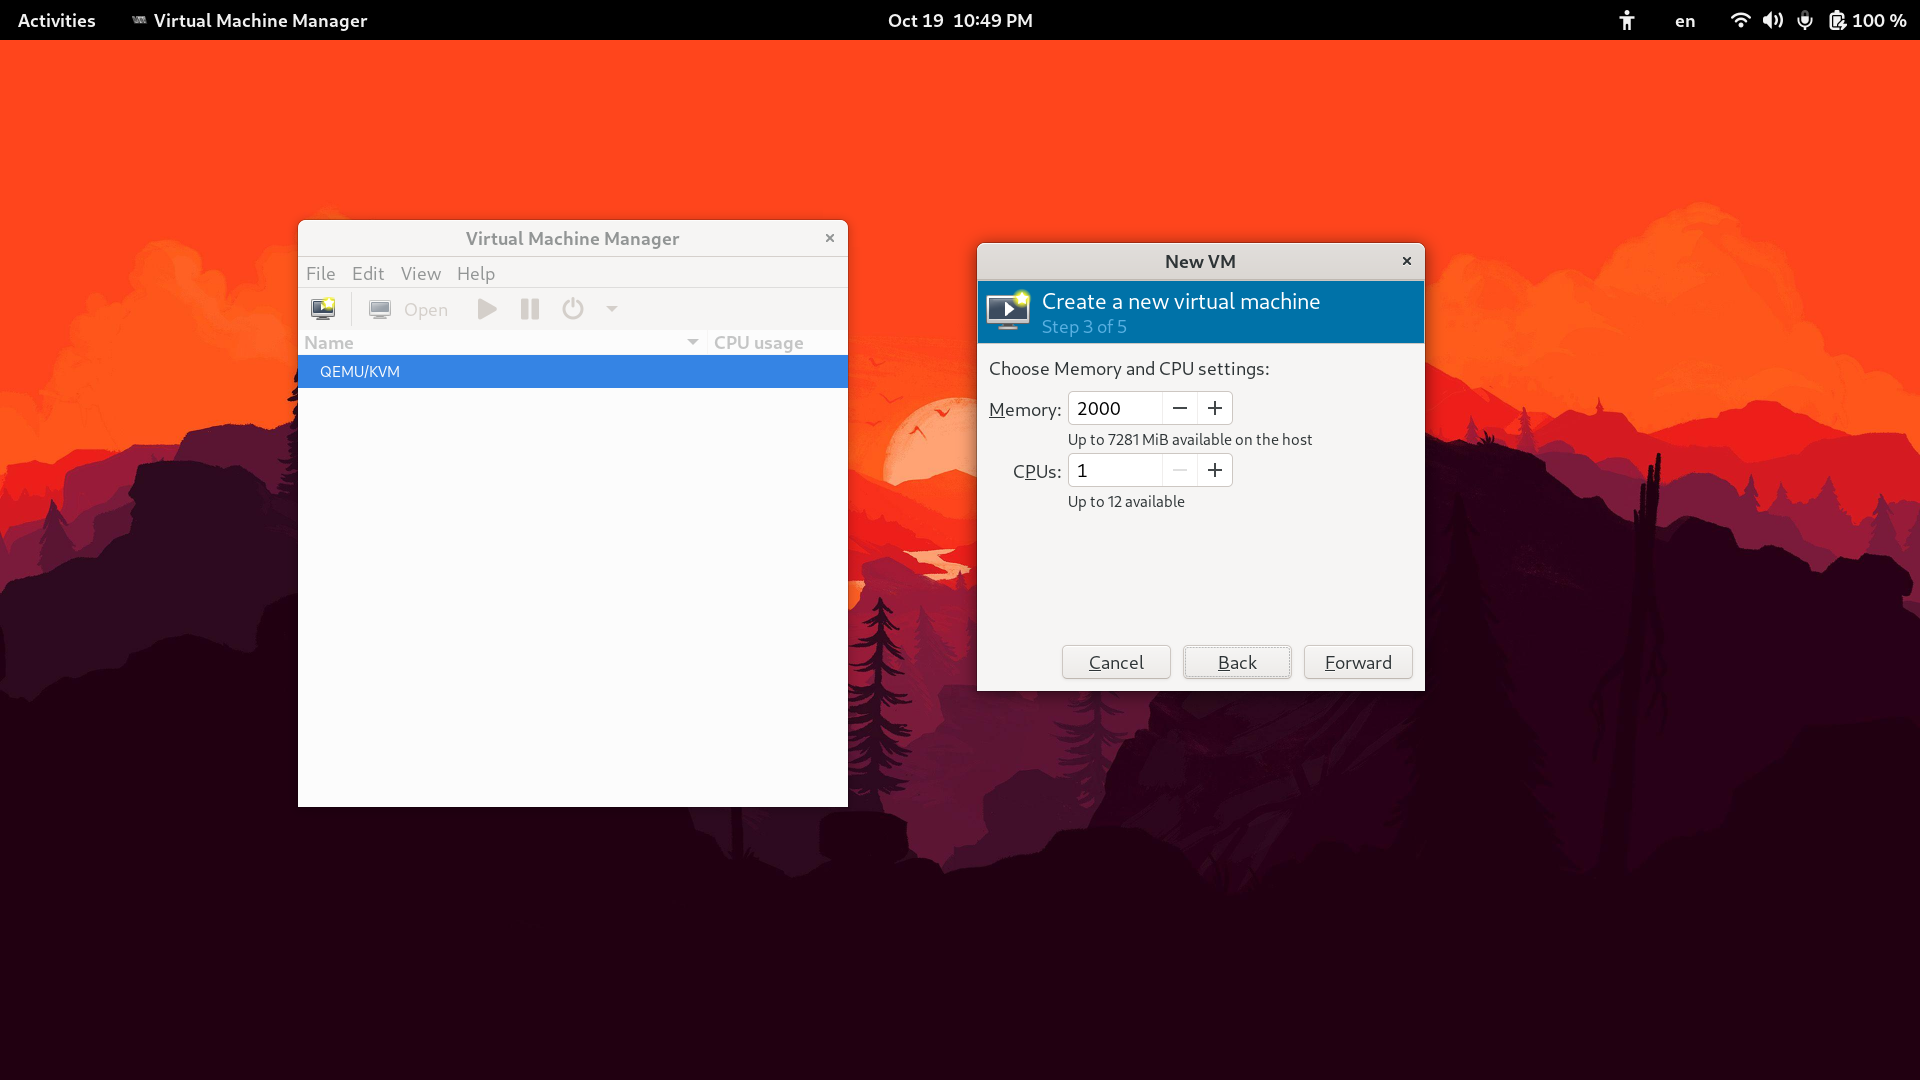 Activities Virtual Machine Manager Oct 19 10:49 PM en 100 %
Virtual Machine Manager
File Edit View Help
Open
Name CPU usage
QEMU/KVM
New VM
Create a new virtual machine
Step 3 of 5
Choose Memory and CPU settings:
Memory: 2000
Up to 7281 MiB available on the host
CPUs: 1
Up to 12 available
Cancel Back Forward